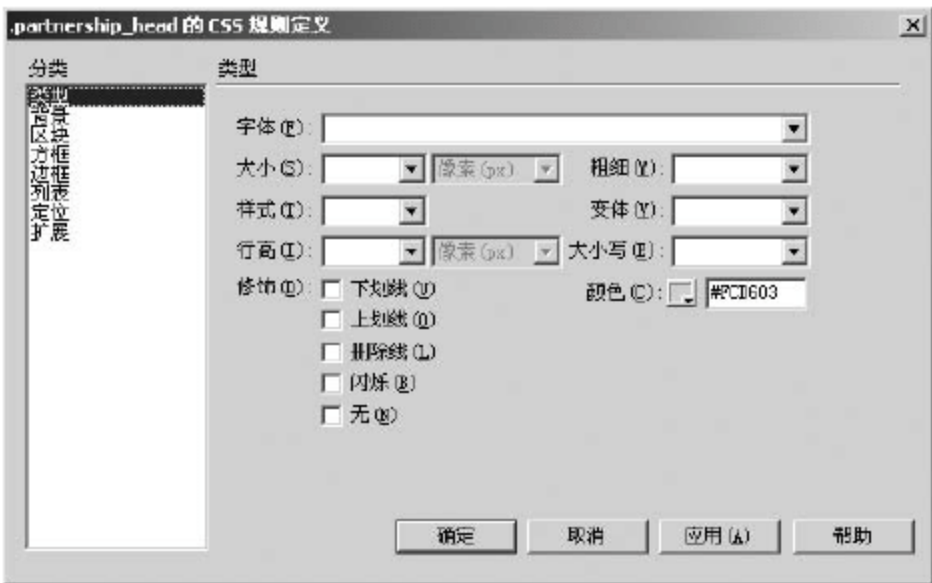 .partnership_head 的 CSS 规则定义
分类
类型
背景
区块
方框
边框
列表
定位
扩展
类型
字体(F):
大小(S): 像素(px) 粗细(W):
样式(T): 变体(V):
行高(I): 像素(px) 大小写(E):
修饰(D): 下划线(U) 颜色(C): #FCD603
上划线(O)
删除线(L)
闪烁(B)
无(N)
确定 取消 应用(A) 帮助